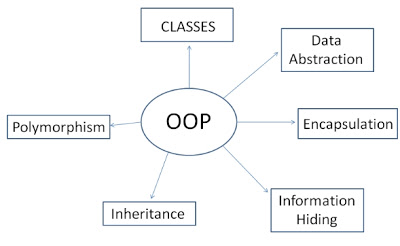 CLASSES
Data
Abstraction
OOP
Polymorphism
Encapsulation
Inheritance
Information
Hiding